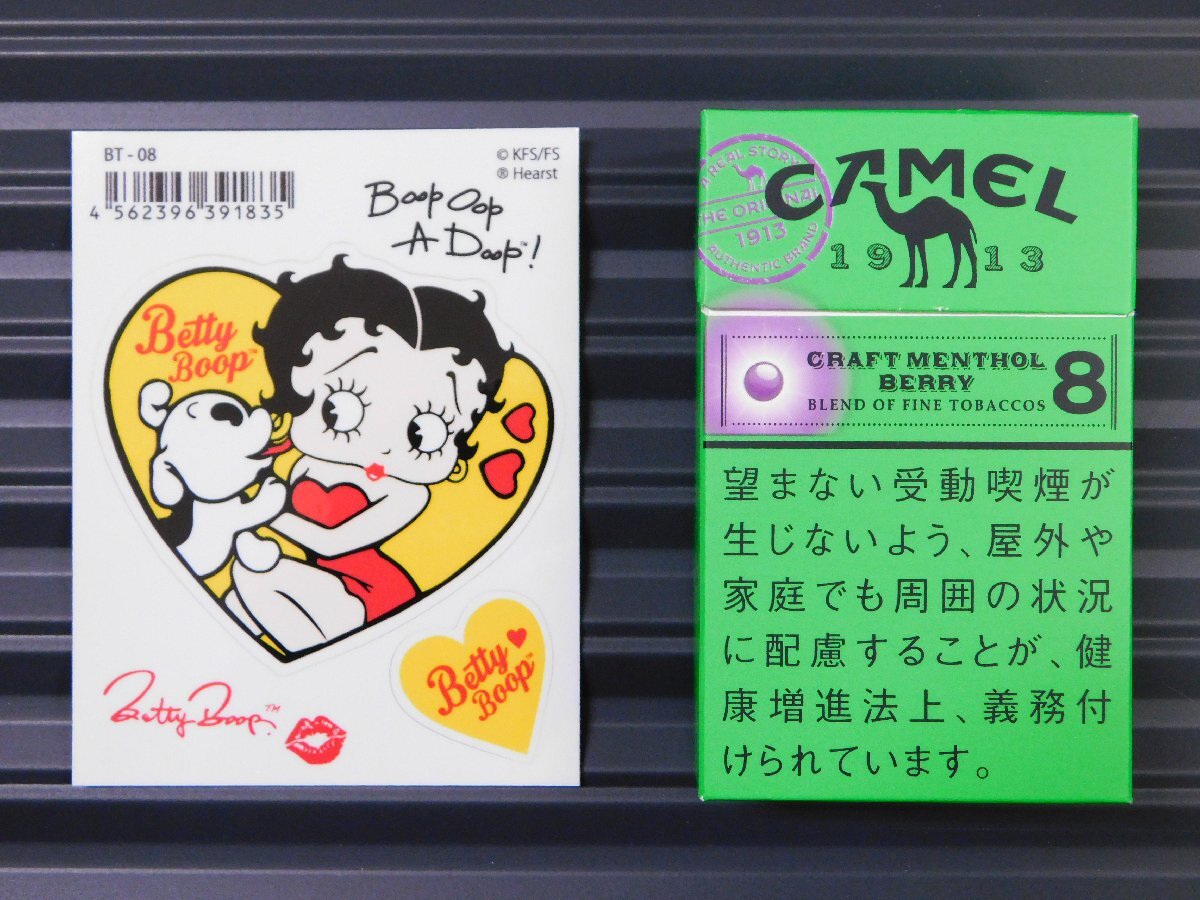 BT - 08
4 562396 391835
© KFS/FS
® Hearst
Boop Oop
A Doop™!
Betty
Boop™
Betty
Boop™
Betty Boop™
A REAL STORY
THE ORIGINAL
1913
AUTHENTIC BRAND
CAMEL
1913
CRAFT MENTHOL
BERRY
BLEND OF FINE TOBACCOS
8
望まない受動喫煙が
生じないよう、屋外や
家庭でも周囲の状況
に配慮することが、健
康増進法上、義務付
けられています。